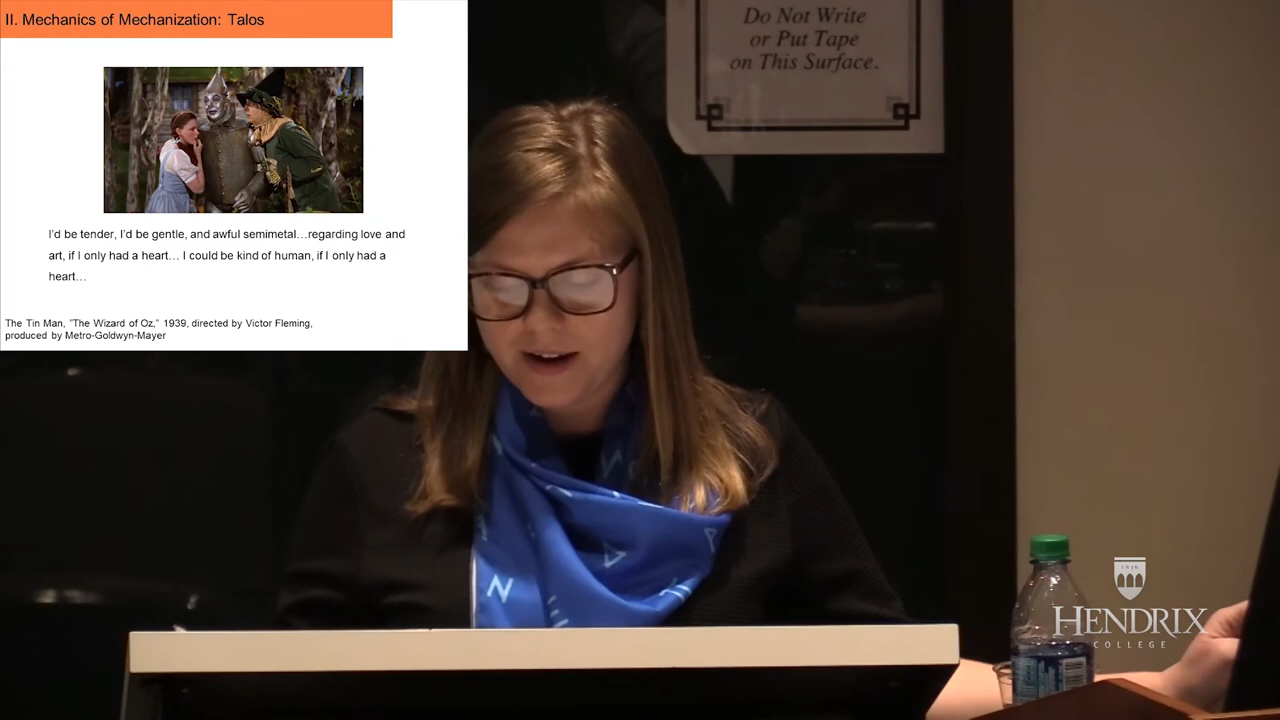 II. Mechanics of Mechanization: Talos
I'd be tender, I'd be gentle, and awful semimetal…regarding love and
art, if I only had a heart… I could be kind of human, if I only had a
heart…
The Tin Man, "The Wizard of Oz," 1939, directed by Victor Fleming,
produced by Metro-Goldwyn-Mayer
Do Not Write
or Put Tape
on This Surface.
N
1876
HENDRIX
COLLEGE